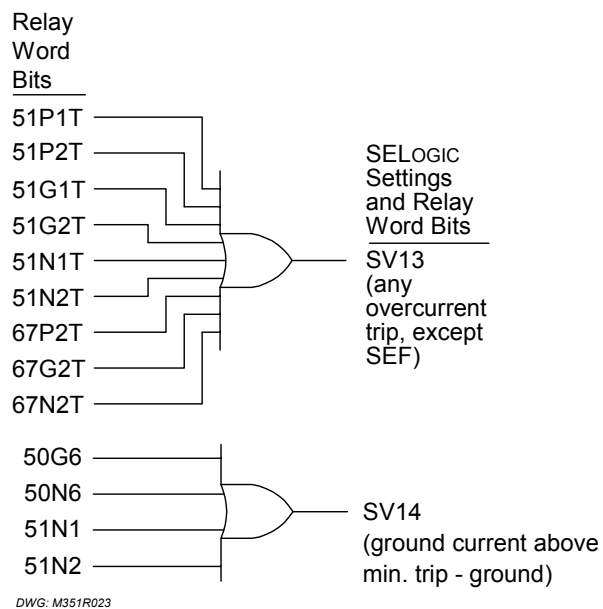 Relay
Word
Bits
51P1T
51P2T
51G1T
51G2T
51N1T
51N2T
67P2T
67G2T
67N2T
SELOGIC
Settings
and Relay
Word Bits
SV13
(any
overcurrent
trip, except
SEF)
50G6
50N6
51N1
51N2
SV14
(ground current above
min. trip - ground)
DWG: M351R023